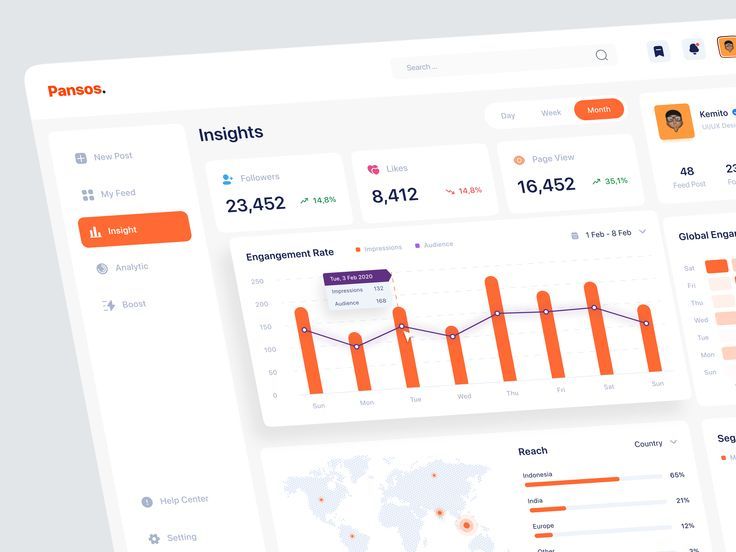 Pansos.
Search ...
New Post
My Feed
Insight
Analytic
Boost
Help Center
Setting
Insights
Day Week Month
Followers
23,452 14,8%
Likes
8,412 14,8%
Page View
16,452 35,1%
Kemito
UI/UX Desi
48
Feed Post
Engangement Rate Impressions Audience 1 Feb - 8 Feb
250
200
150
100
50
0
Tue, 3 Feb 2020
Impressions 132
Audience 168
Sun Mon Tue Wed Thu Fri Sat Sun
Global Engan
Sat
Fri
Thu
Wed
Tue
Mon
Sun
Reach Country
Indonesia
65%
India
21%
Europe
12%
Other
3%
Seg